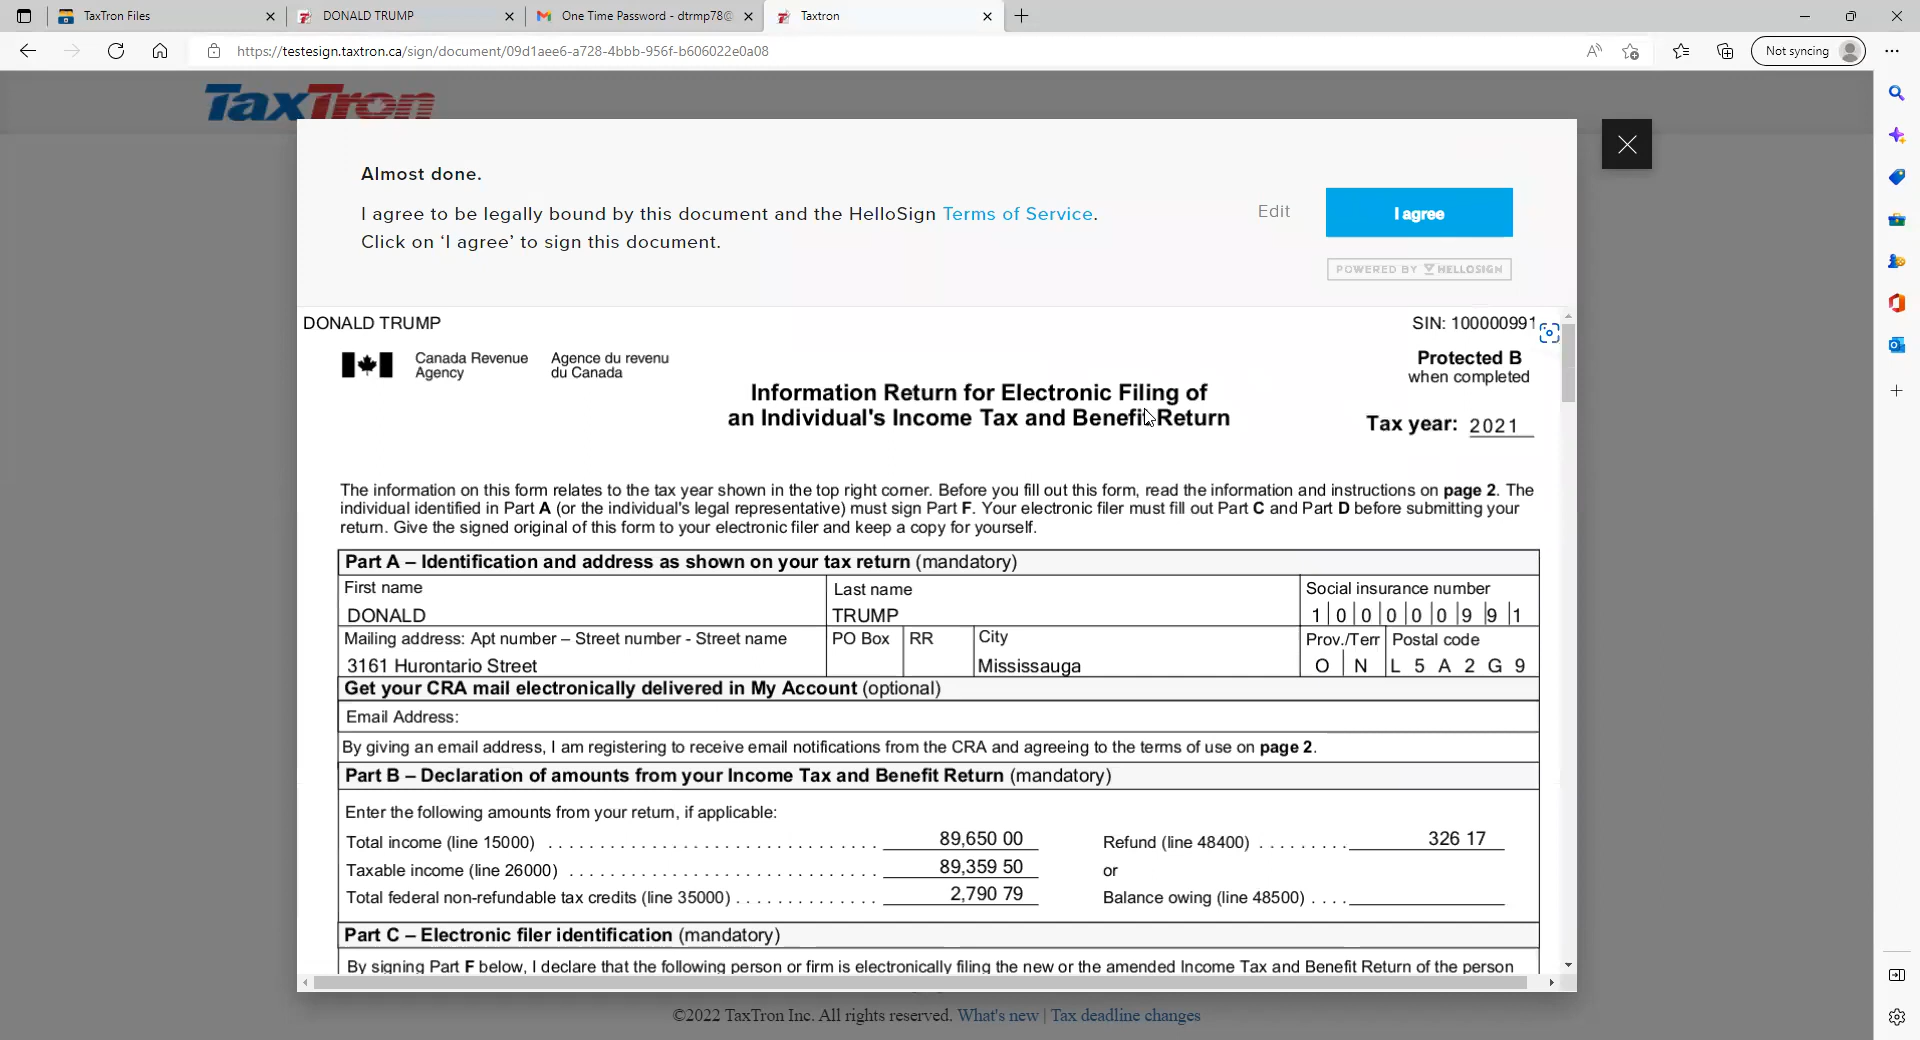 TaxTron Files
DONALD TRUMP
One Time Password - dtrmp78@
Taxtron
https://testesign.taxtron.ca/sign/document/09d1aee6-a728-4bbb-956f-b606022e0a08
Not syncing
TaxTron
Almost done.
I agree to be legally bound by this document and the HelloSign Terms of Service.
Click on ‘I agree’ to sign this document.
Edit
I agree
POWERED BY HELLOSIGN
DONALD TRUMP
SIN: 100000991
Canada Revenue Agence du revenu
Agency du Canada
Protected B
when completed
Information Return for Electronic Filing of
an Individual's Income Tax and Benefit Return
Tax year: 2021
The information on this form relates to the tax year shown in the top right corner. Before you fill out this form, read the information and instructions on page 2. The
individual identified in Part A (or the individual's legal representative) must sign Part F. Your electronic filer must fill out Part C and Part D before submitting your
return. Give the signed original of this form to your electronic filer and keep a copy for yourself.
Part A – Identification and address as shown on your tax return (mandatory)
First name Last name Social insurance number
DONALD TRUMP 1 0 0 0 0 0 9 9 1
Mailing address: Apt number – Street number - Street name PO Box RR City Prov./Terr Postal code
3161 Hurontario Street Mississauga O N L 5 A 2 G 9
Get your CRA mail electronically delivered in My Account (optional)
Email Address:
By giving an email address, I am registering to receive email notifications from the CRA and agreeing to the terms of use on page 2.
Part B – Declaration of amounts from your Income Tax and Benefit Return (mandatory)
Enter the following amounts from your return, if applicable:
Total income (line 15000) 89,650 00 Refund (line 48400) 326 17
Taxable income (line 26000) 89,359 50 or
Total federal non-refundable tax credits (line 35000) 2,790 79 Balance owing (line 48500)
Part C – Electronic filer identification (mandatory)
By signing Part F below, I declare that the following person or firm is electronically filing the new or the amended Income Tax and Benefit Return of the person
©2022 TaxTron Inc. All rights reserved. What's new | Tax deadline changes